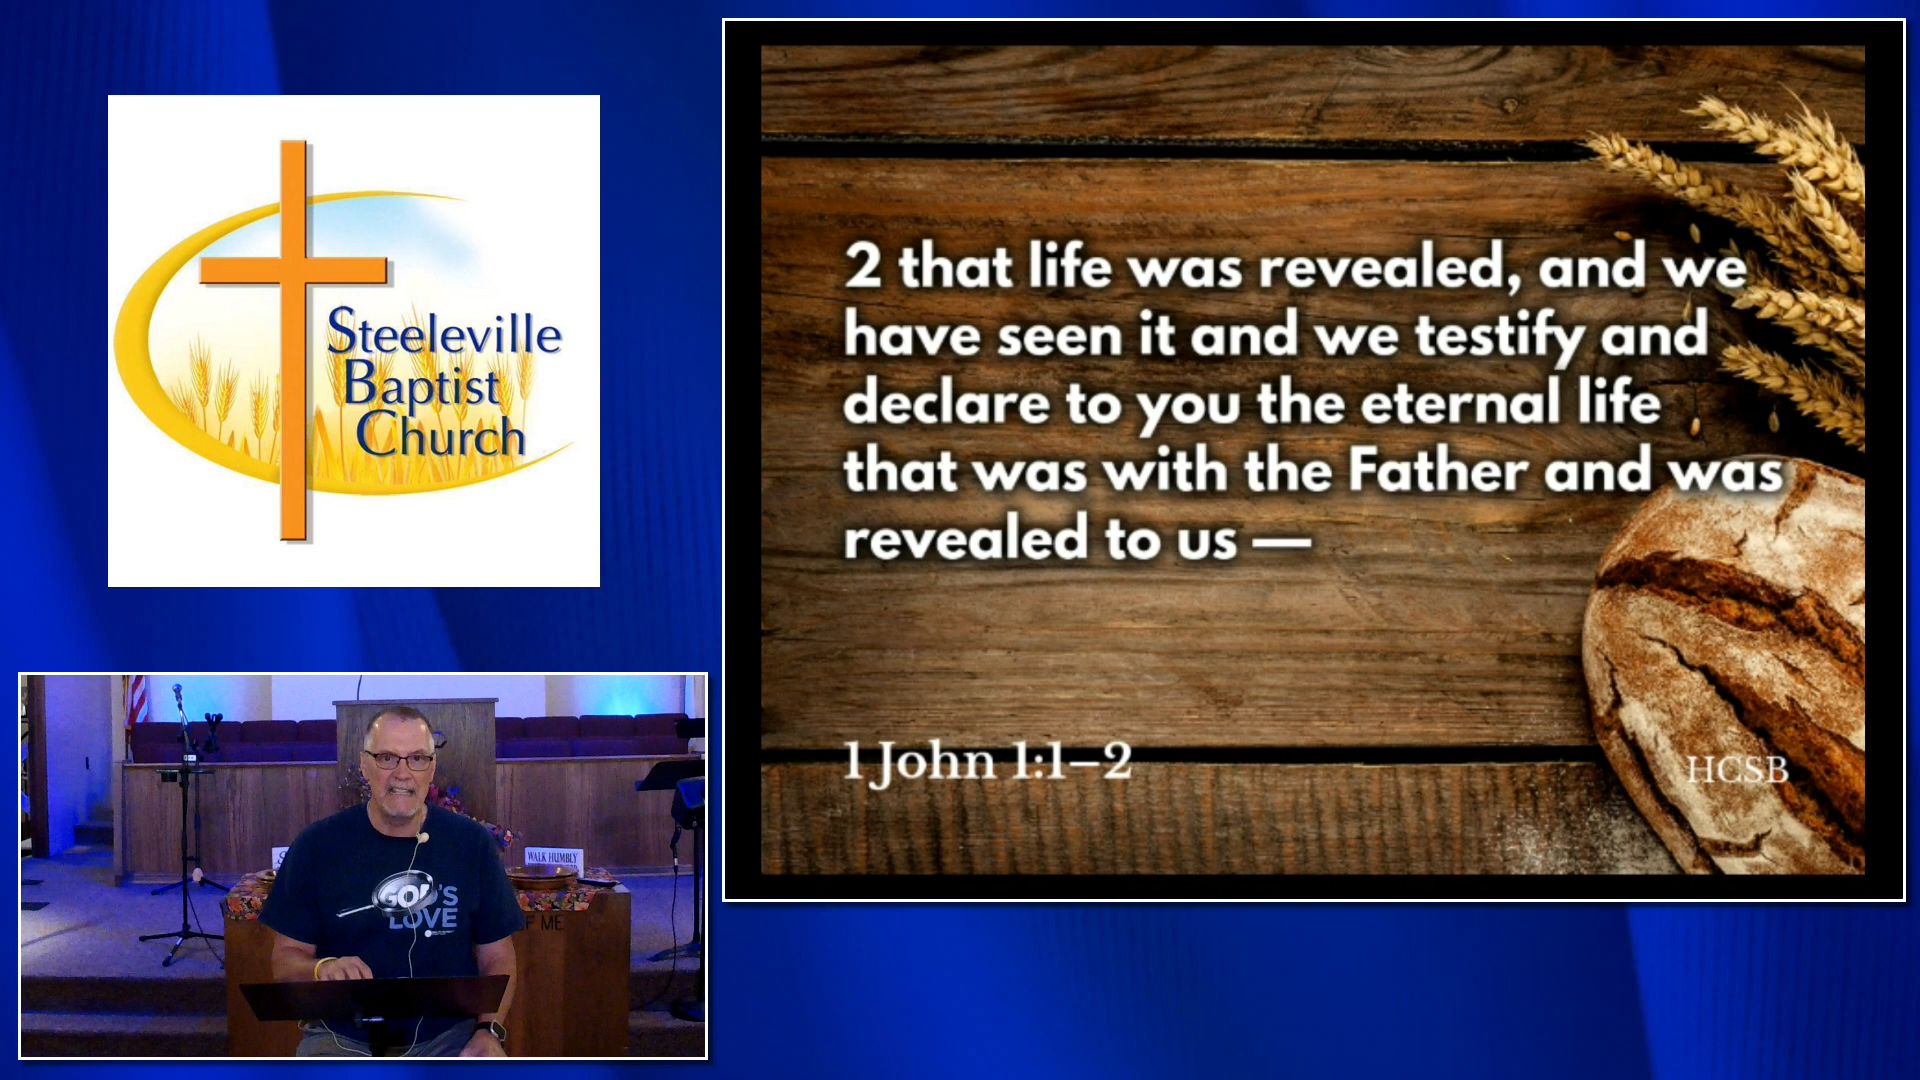 Steeleville
Baptist
Church
2 that life was revealed, and we
have seen it and we testify and
declare to you the eternal life
that was with the Father and was
revealed to us —
1 John 1:1–2
HCSB
WALK HUMBLY
GOD'S
LOVE
OF ME